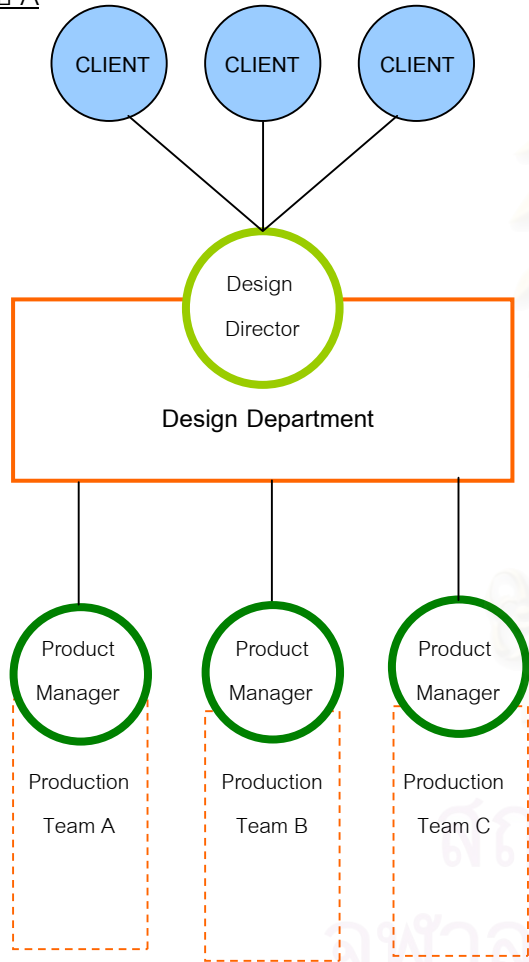 A
CLIENT CLIENT CLIENT
Design
Director
Design Department
Product Product Product
Manager Manager Manager
Production Production Production
Team A Team B Team C